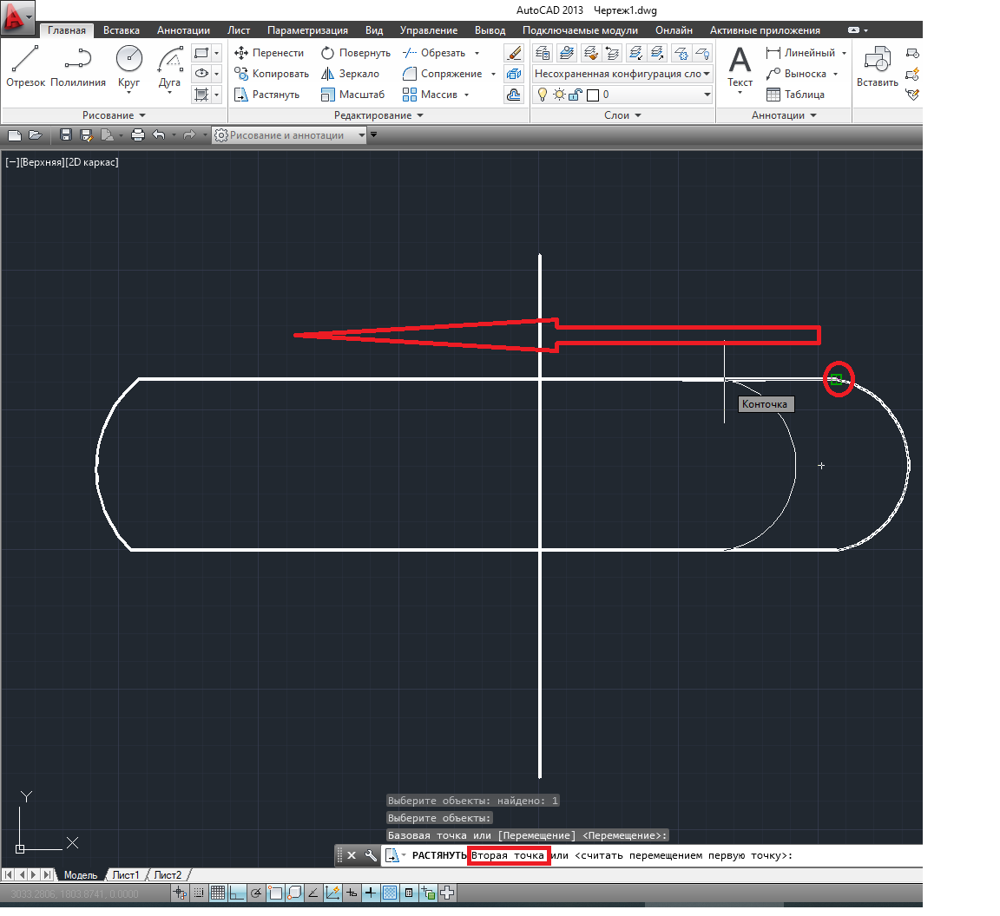 AutoCAD 2013 Чертеж1.dwg
Главная Вставка Аннотации Лист Параметризация Вид Управление Вывод Подключаемые модули Онлайн Активные приложения
Перенести Повернуть Обрезать Линейный
Копировать Зеркало Сопряжение Несохраненная конфигурация сло Выноска
Отрезок Полилиния Круг Дуга Текст Вставить
Растянуть Масштаб Массив 0 Таблица
Рисование Редактирование Слои Аннотации
Рисование и аннотации
[−][Верхняя][2D каркас]
Конточка
Y
X
Выберите объекты: найдено: 1
Выберите объекты:
Базовая точка или [Перемещение] <Перемещение>:
РАСТЯНУТЬ Вторая точка или <считать перемещением первую точку>:
Модель Лист1 Лист2
3033.2806, 1803.8741, 0.0000